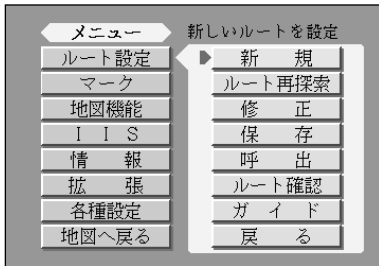 メニュー
新しいルートを設定
ルート設定
マーク
地図機能
ＩＩＳ
情報
拡張
各種設定
地図へ戻る
新規
ルート再探索
修正
保存
呼出
ルート確認
ガイド
戻る